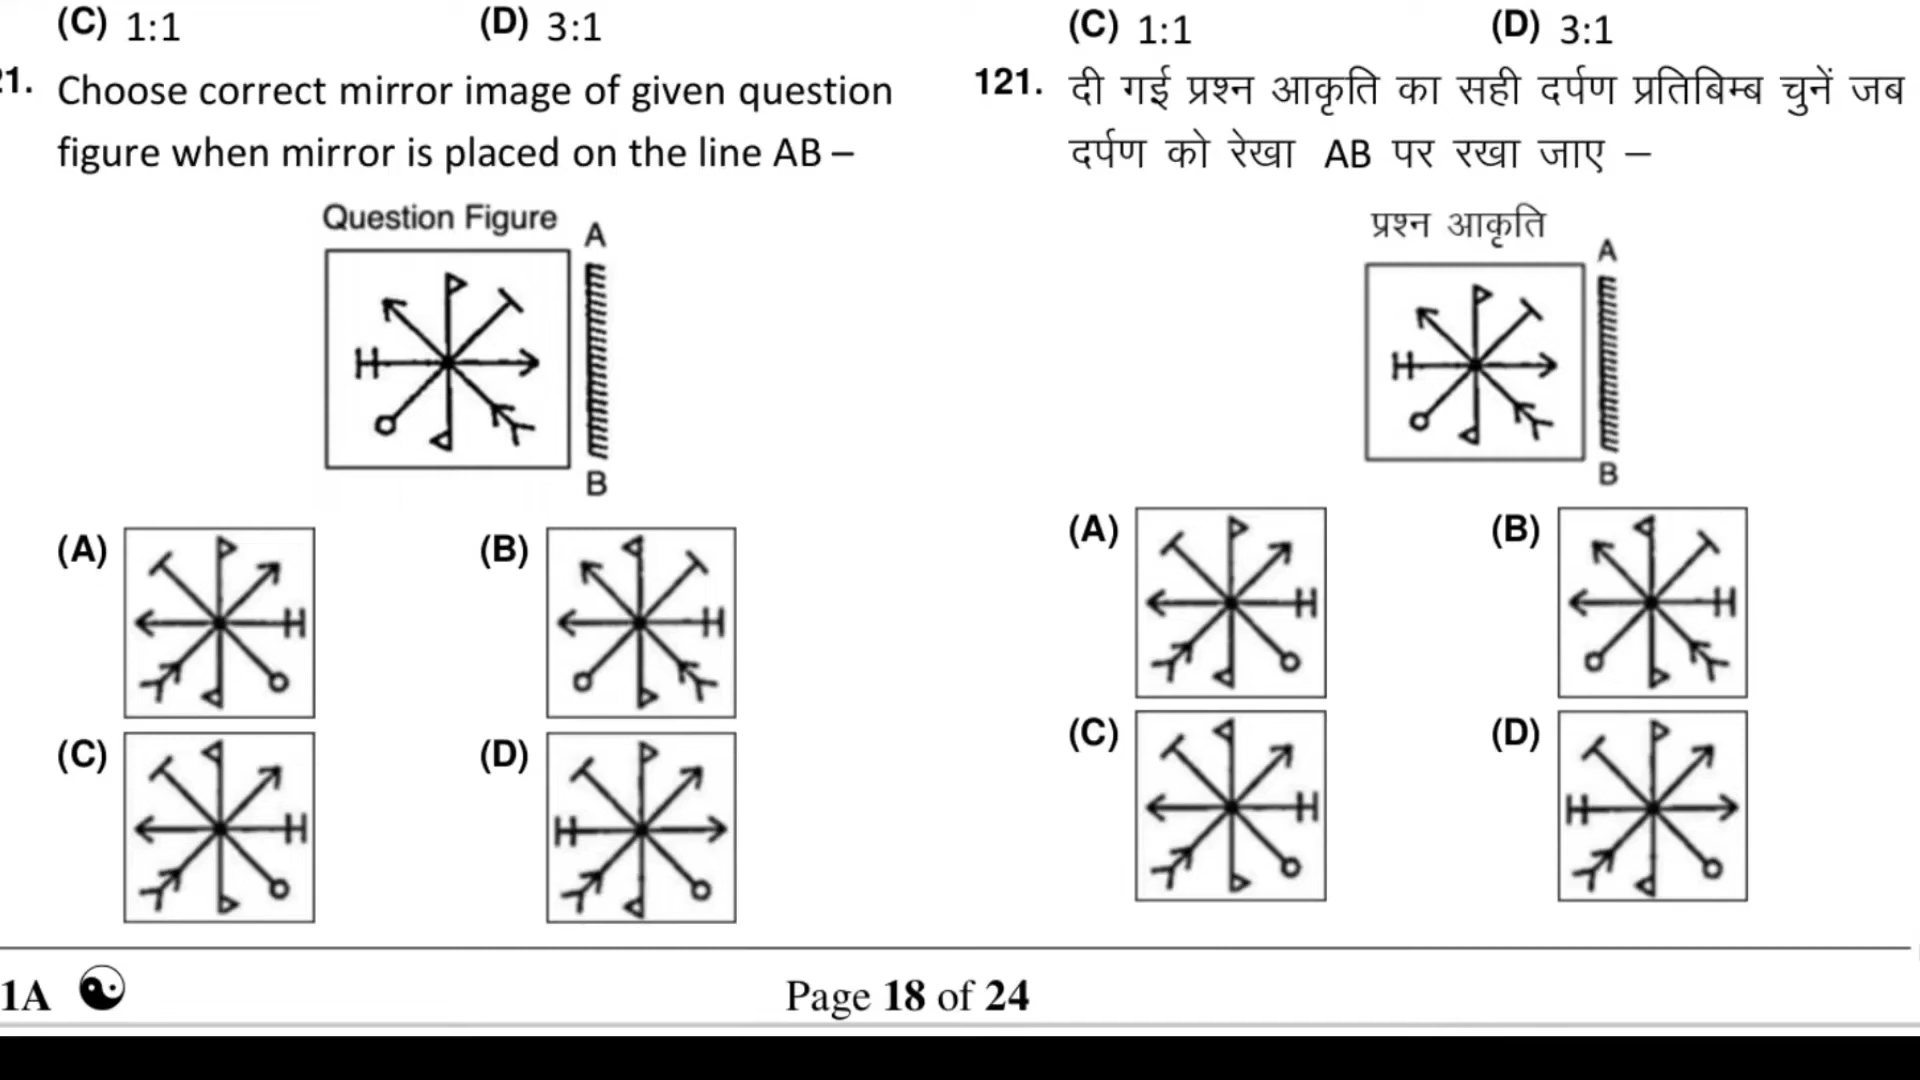 (C) 1:1 (D) 3:1
21. Choose correct mirror image of given question
figure when mirror is placed on the line AB –
Question Figure
A
B
(A) (B)
(C) (D)
(C) 1:1 (D) 3:1
121. दी गई प्रश्न आकृति का सही दर्पण प्रतिबिम्ब चुनें जब
दर्पण को रेखा AB पर रखा जाए –
प्रश्न आकृति
A
B
(A) (B)
(C) (D)
1A Page 18 of 24